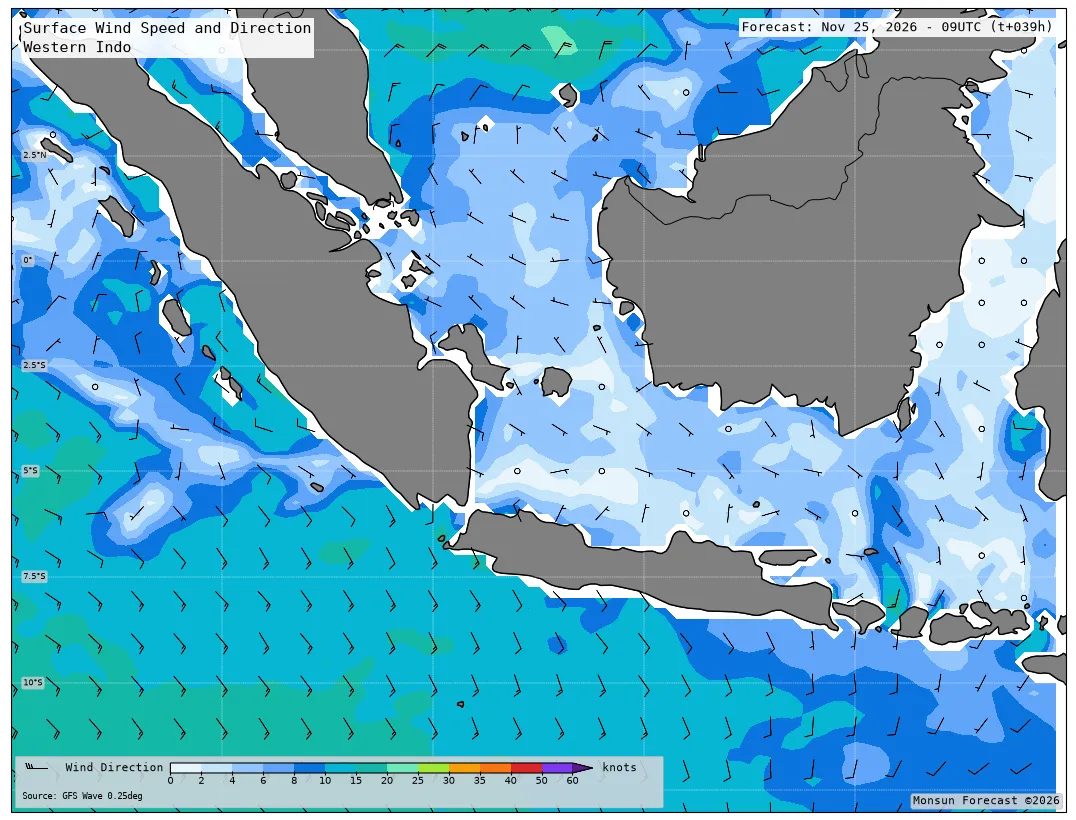 Surface Wind Speed and Direction
Western Indo
Forecast: Nov 25, 2026 - 09UTC (t+039h)
2.5°N
0°
2.5°S
5°S
7.5°S
10°S
Wind Direction
0 2 4 6 8 10 15 20 25 30 40 50 60
knots
Source: GFS Wave 0.25deg
Monsun Forecast ©2026